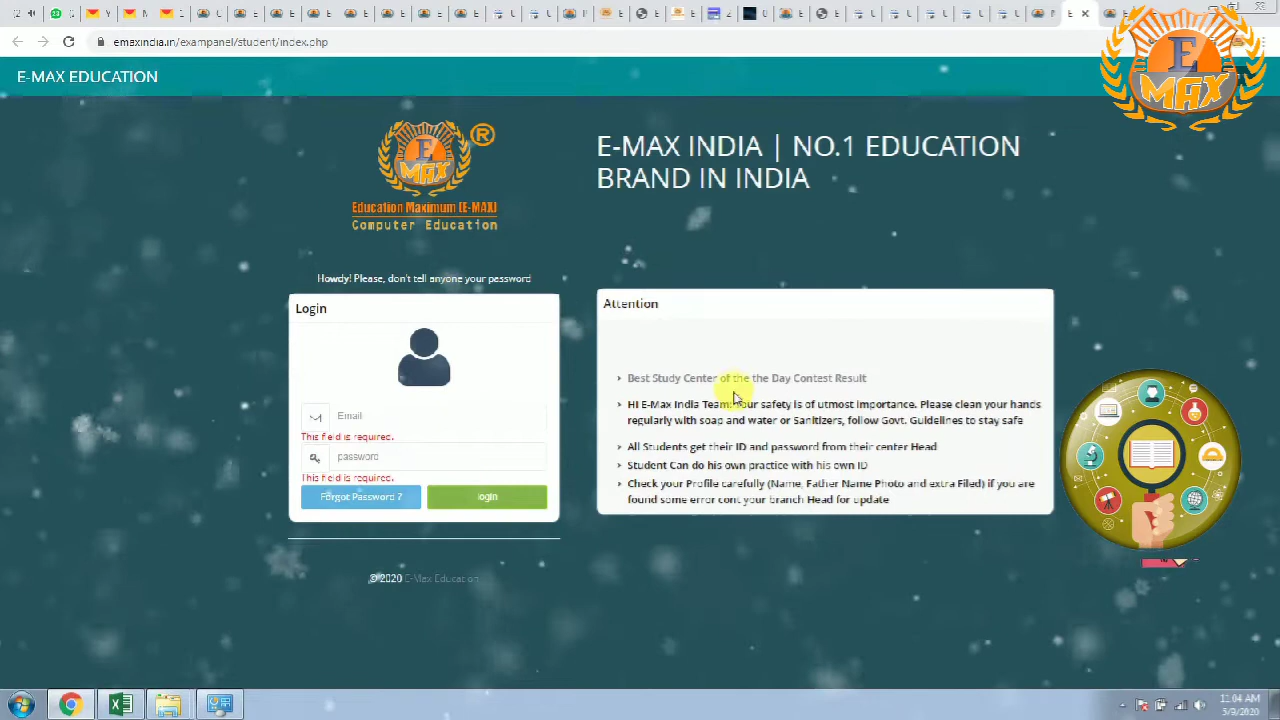 emaxindia.in/exampanel/student/index.php
E-MAX EDUCATION
E
MAX
E
MAX
®
Education Maximum (E-MAX)
Computer Education
E-MAX INDIA | NO.1 EDUCATION
BRAND IN INDIA
Howdy! Please, don't tell anyone your password
Login
Email
This field is required.
password
This field is required.
Forgot Password ?
login
© 2020 E-Max Education
Attention
Best Study Center of the the Day Contest Result
HI E-Max India Team! Your safety is of utmost importance. Please clean your hands
regularly with soap and water or Sanitizers, follow Govt. Guidelines to stay safe
All Students get their ID and password from their center Head
Student Can do his own practice with his own ID
Check your Profile carefully (Name, Father Name Photo and extra Filed) if you are
found some error cont your branch Head for update
11:04 AM
5/9/2020